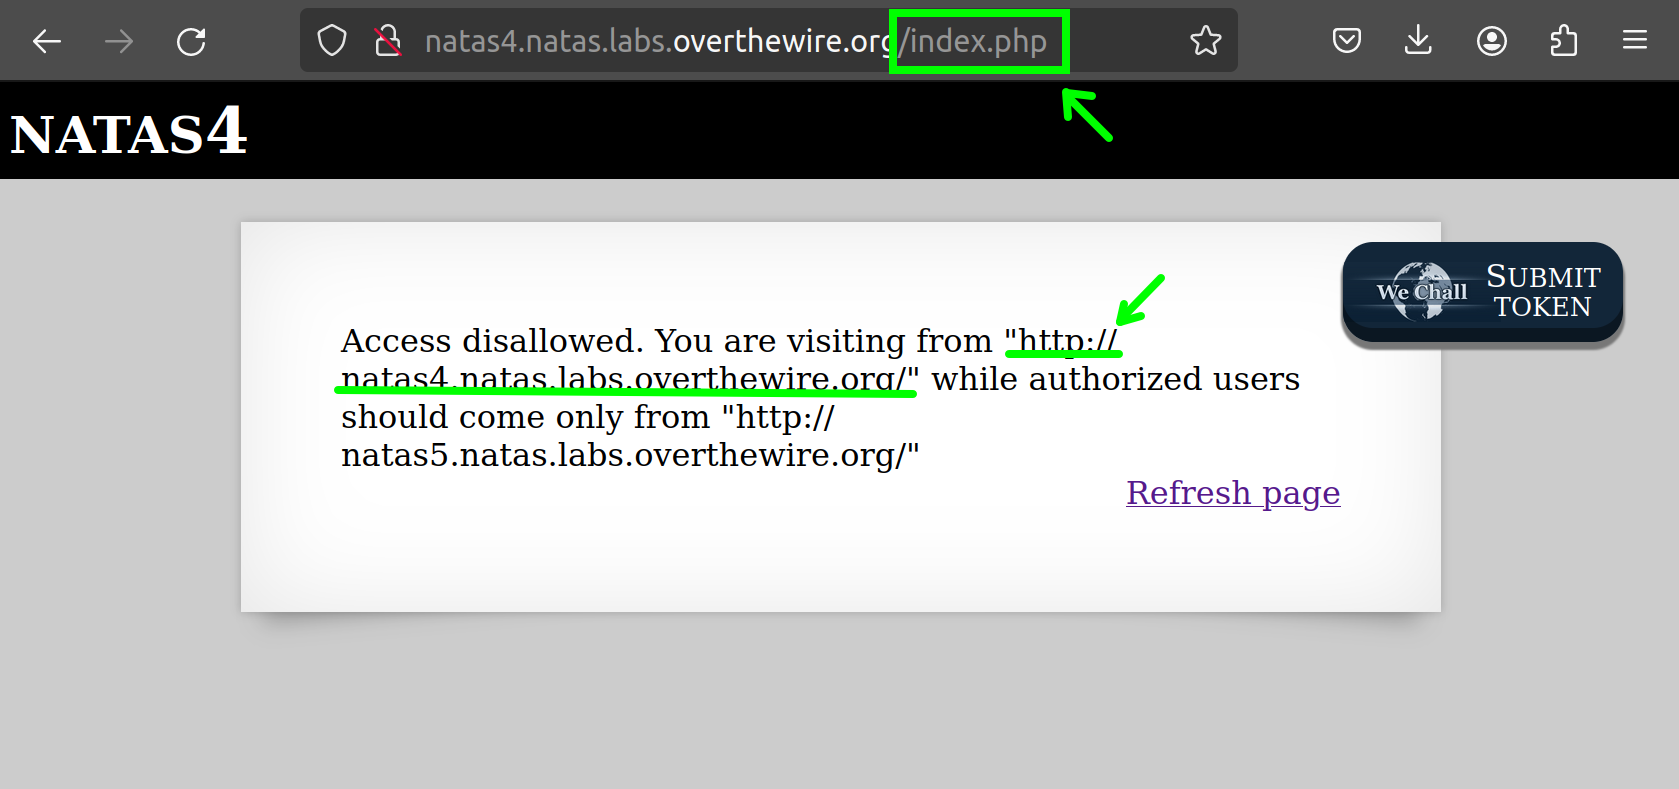 natas4.natas.labs.overthewire.org/index.php
NATAS4
We Chall
SUBMIT
TOKEN
Access disallowed. You are visiting from "http://
natas4.natas.labs.overthewire.org/" while authorized users
should come only from "http://
natas5.natas.labs.overthewire.org/"
Refresh page